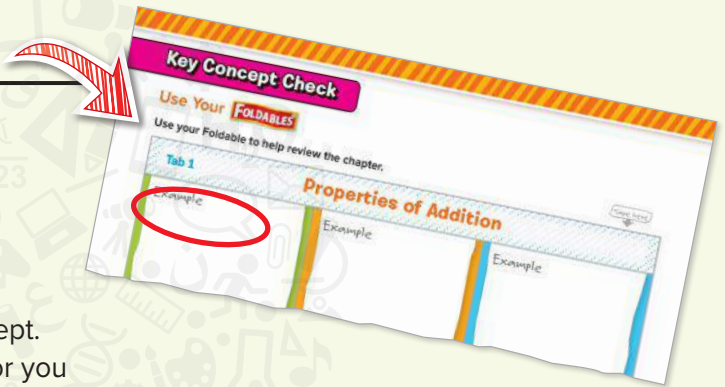 Key Concept Check
Use Your FOLDABLES
Use your Foldable to help review the chapter.
Tab 1
Properties of Addition
Example
Example
Example
ept.
or you
23